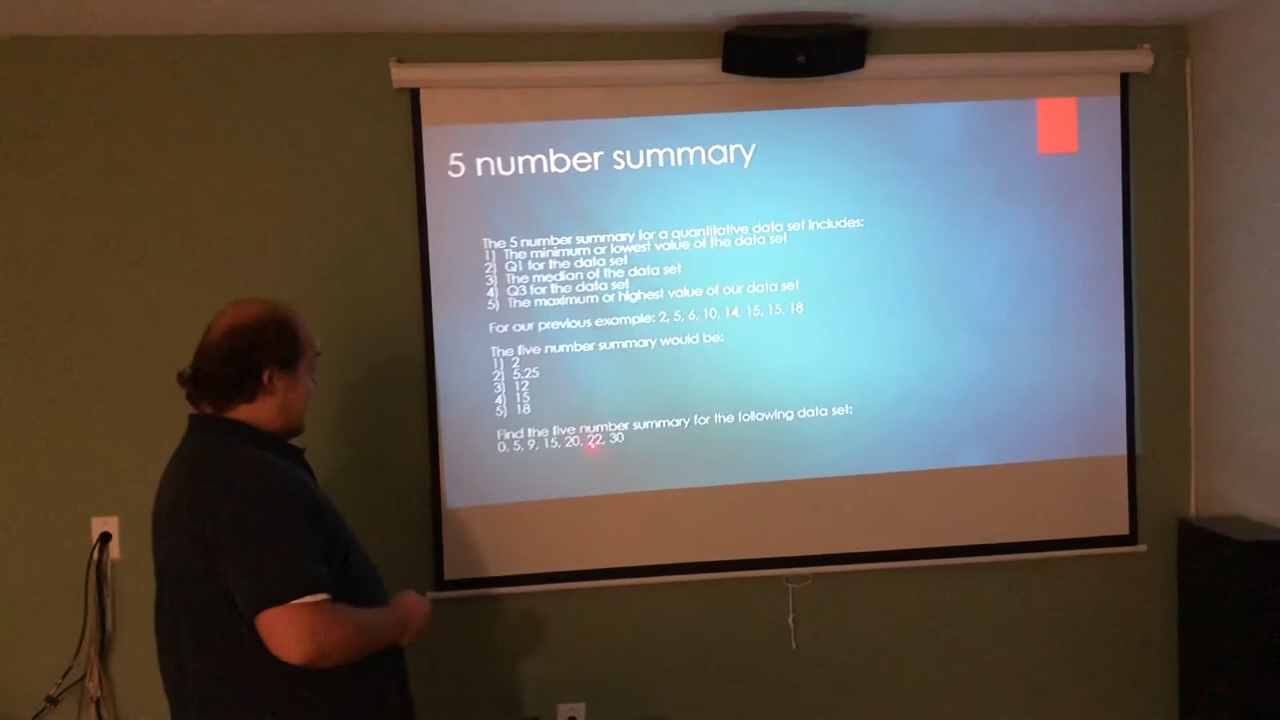 5 number summary
The 5 number summary for a quantitative data set includes:
1) The minimum or lowest value of the data set
2) Q1 for the data set
3) The median of the data set
4) Q3 for the data set
5) The maximum or highest value of our data set
For our previous example: 2, 5, 6, 10, 14, 15, 15, 18
The five number summary would be:
1) 2
2) 5.25
3) 12
4) 15
5) 18
Find the five number summary for the following data set:
0, 5, 9, 15, 20, 22, 30